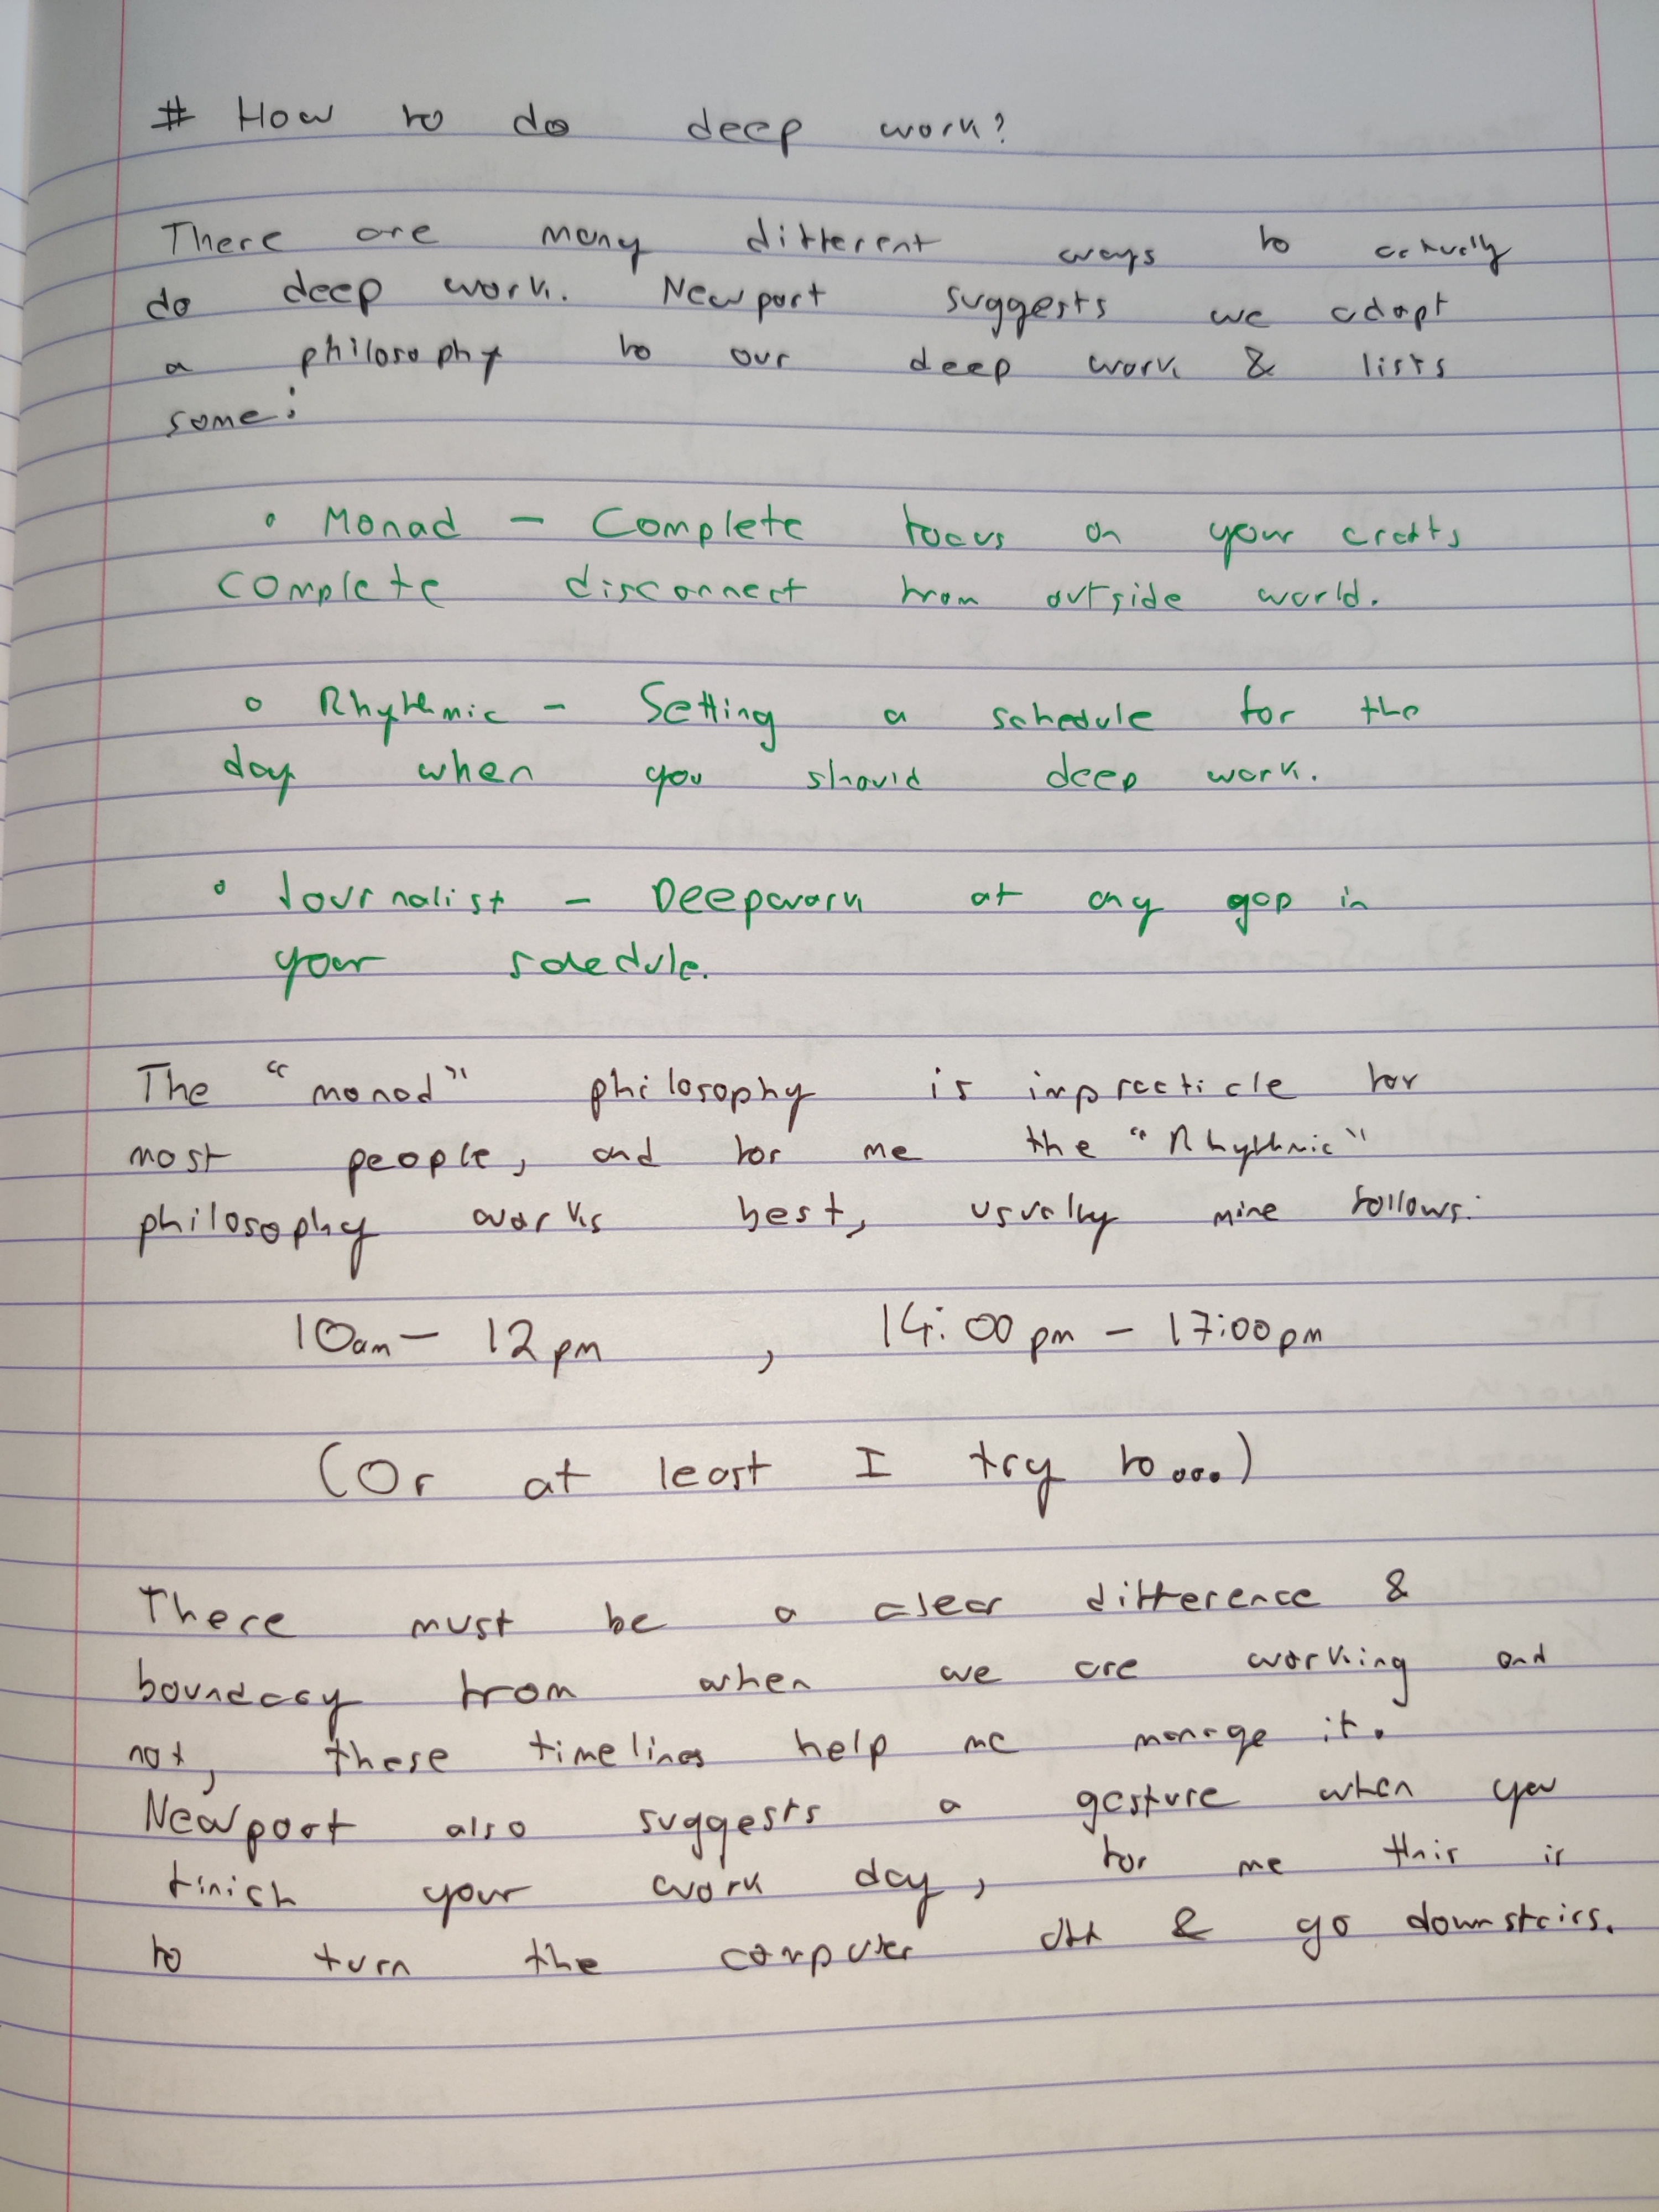 # How to do deep work?
There are many different ways to actually
do deep work. Newport suggests we adopt
a philosophy to our deep work & lists
some:
• Monad – Complete focus on your crafts
complete disconnect from outside world.
• Rhythmic – Setting a schedule for the
day when you should deep work.
• Journalist – Deepwork at any gap in
your schedule.
The "monad" philosophy is impracticle for
most people, and for me the "Rhythmic"
philosophy works best, usually mine follows:
10am – 12pm , 14:00pm – 17:00pm
(Or at least I try to...)
There must be a clear difference &
boundary from when we are working and
not, these timelines help me manage it.
Newport also suggests a gesture when you
finish your work day, for me this is
to turn the computer off & go downstairs.